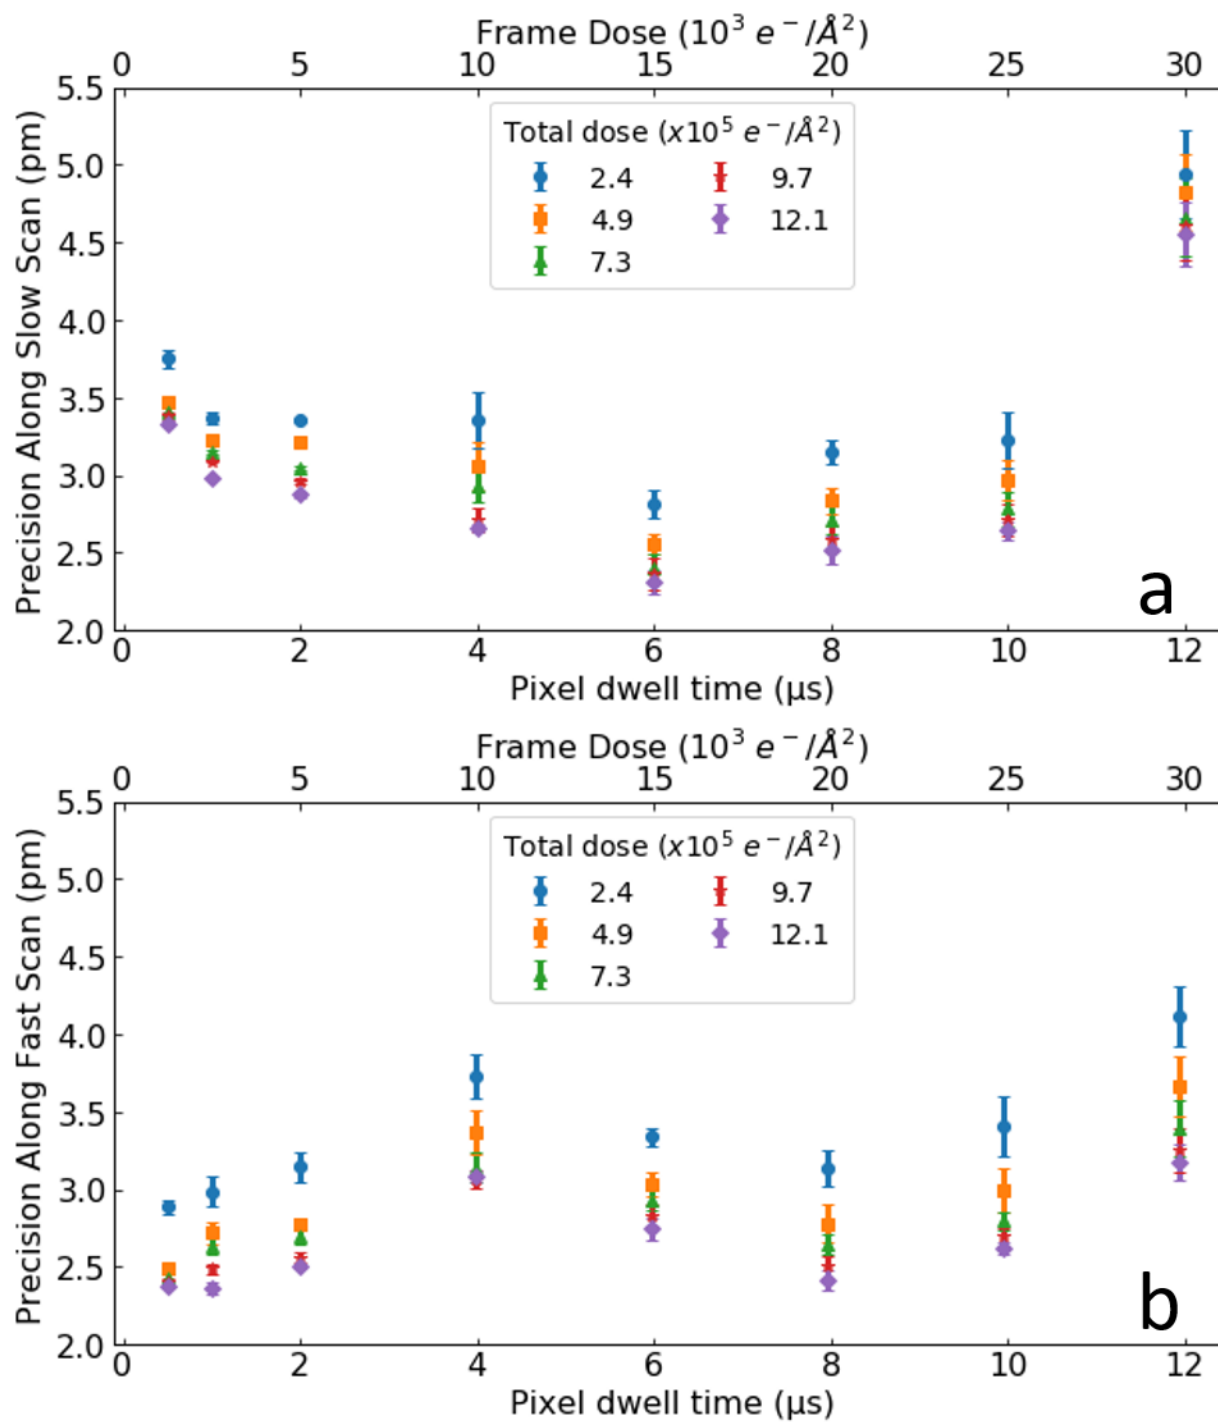 Frame Dose (10³ e⁻/Å²)
0 5 10 15 20 25 30
Precision Along Slow Scan (pm)
5.5
5.0
4.5
4.0
3.5
3.0
2.5
2.0
Total dose (x10⁵ e⁻/Å²)
2.4 9.7
4.9 12.1
7.3
a
0 2 4 6 8 10 12
Pixel dwell time (μs)
Frame Dose (10³ e⁻/Å²)
0 5 10 15 20 25 30
Precision Along Fast Scan (pm)
5.5
5.0
4.5
4.0
3.5
3.0
2.5
2.0
Total dose (x10⁵ e⁻/Å²)
2.4 9.7
4.9 12.1
7.3
b
0 2 4 6 8 10 12
Pixel dwell time (μs)